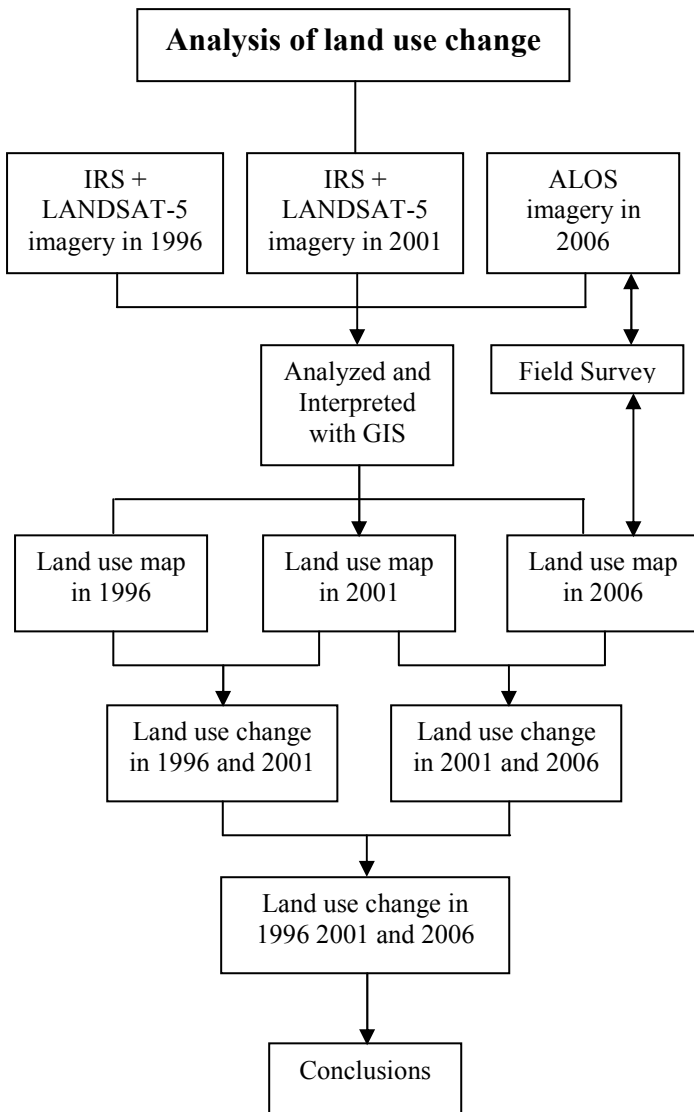 Analysis of land use change
IRS +
LANDSAT-5
imagery in 1996
IRS +
LANDSAT-5
imagery in 2001
ALOS
imagery in
2006
Analyzed and
Interpreted
with GIS
Field Survey
Land use map
in 1996
Land use map
in 2001
Land use map
in 2006
Land use change
in 1996 and 2001
Land use change
in 2001 and 2006
Land use change in
1996 2001 and 2006
Conclusions